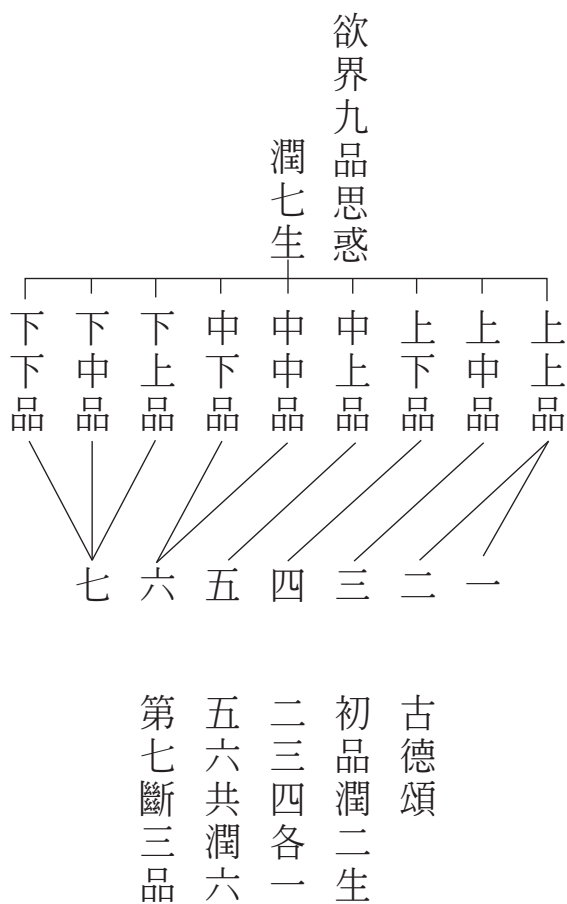 欲界九品思惑
潤七生
上上品
上中品
上下品
中上品
中中品
中下品
下上品
下中品
下下品
一
二
三
四
五
六
七
古德頌
初品潤二生
二三四各一
五六共潤六
第七斷三品